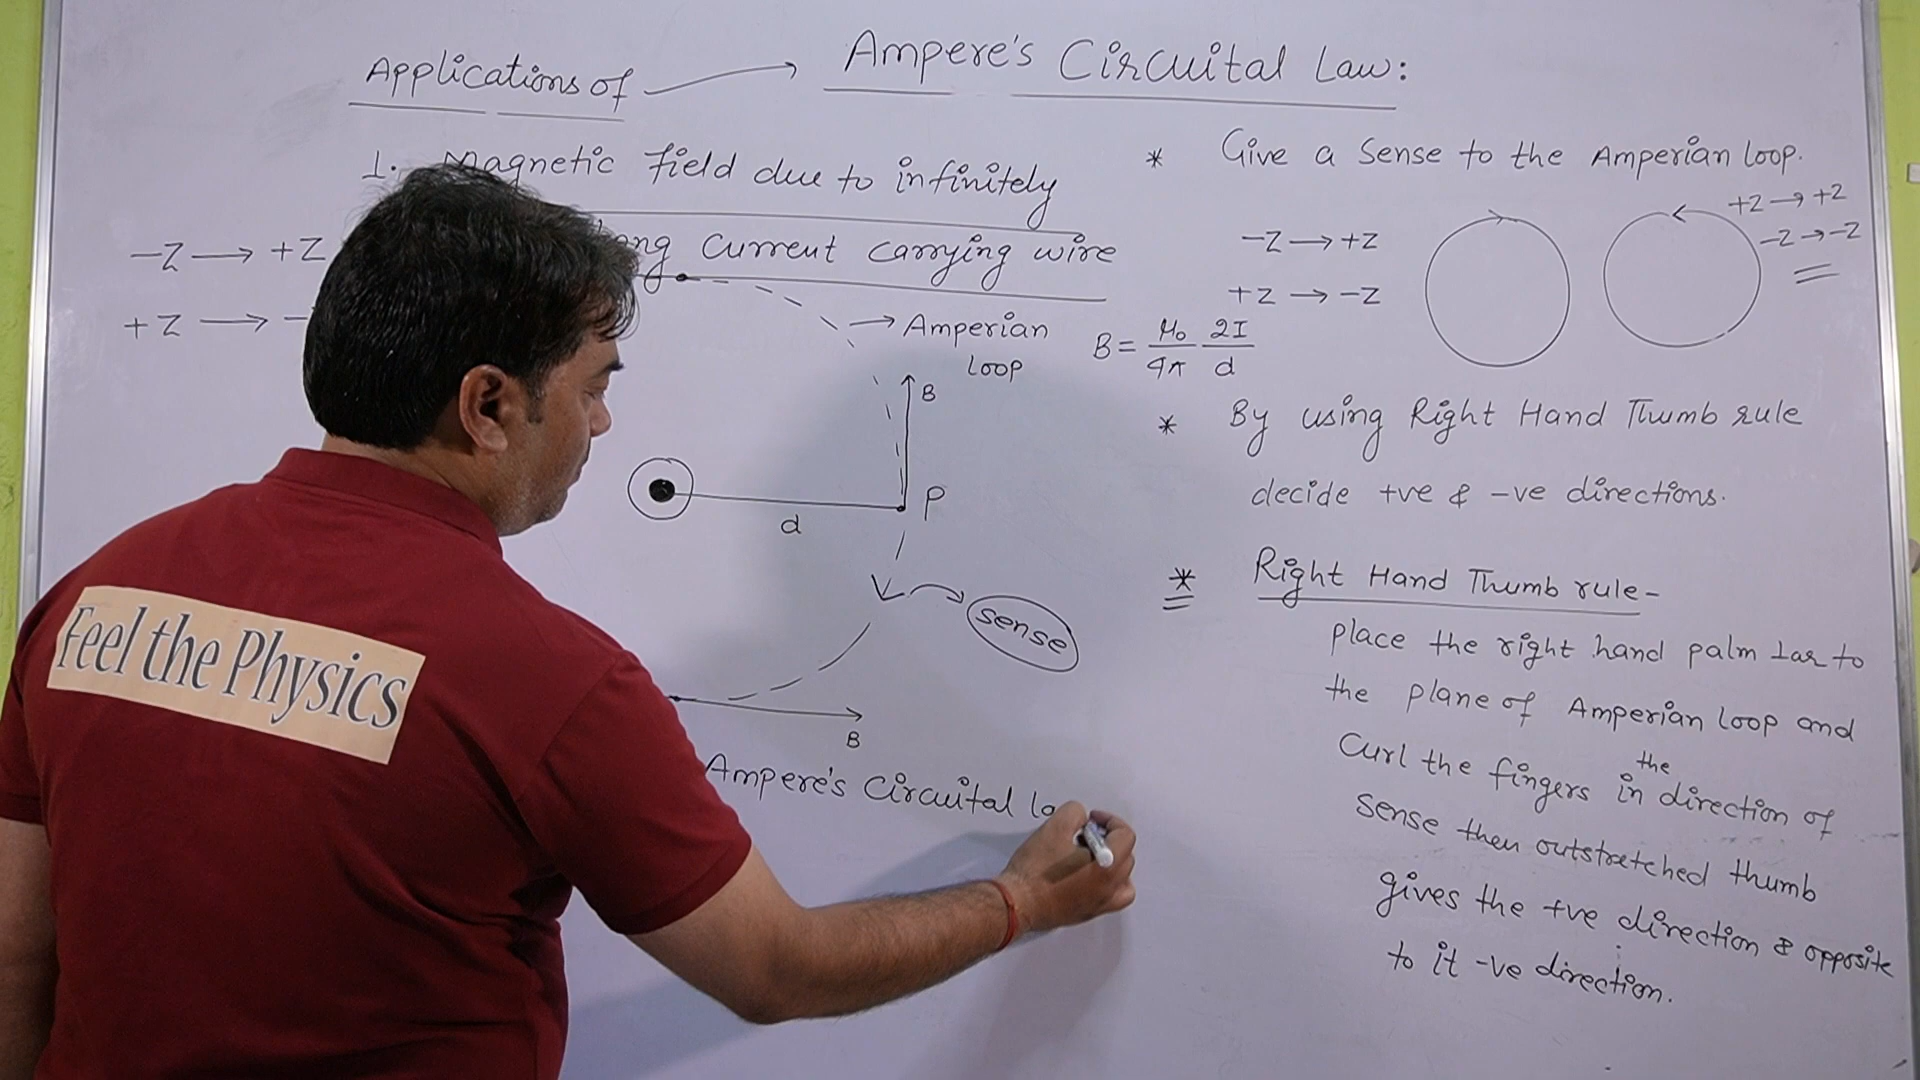 Applications of → Ampere's Circuital Law:
1. Magnetic field due to infinitely
ong Current carrying wire
-Z → +Z
+Z → -
→ Amperian
loop
B
d
P
sense
B
Ampere's Circuital la
Feel the Physics
* Give a sense to the Amperian loop.
+Z → +Z
-Z → -Z
-Z → +Z
+Z → -Z
B = μ₀/4π 2I/d
* By using Right Hand Thumb rule
decide +ve & -ve directions.
* Right Hand Thumb rule-
place the right hand palm ⊥ar to
the plane of Amperian loop and
Curl the fingers in the direction of
sense then outstretched thumb
gives the +ve direction & opposite
to it -ve direction.